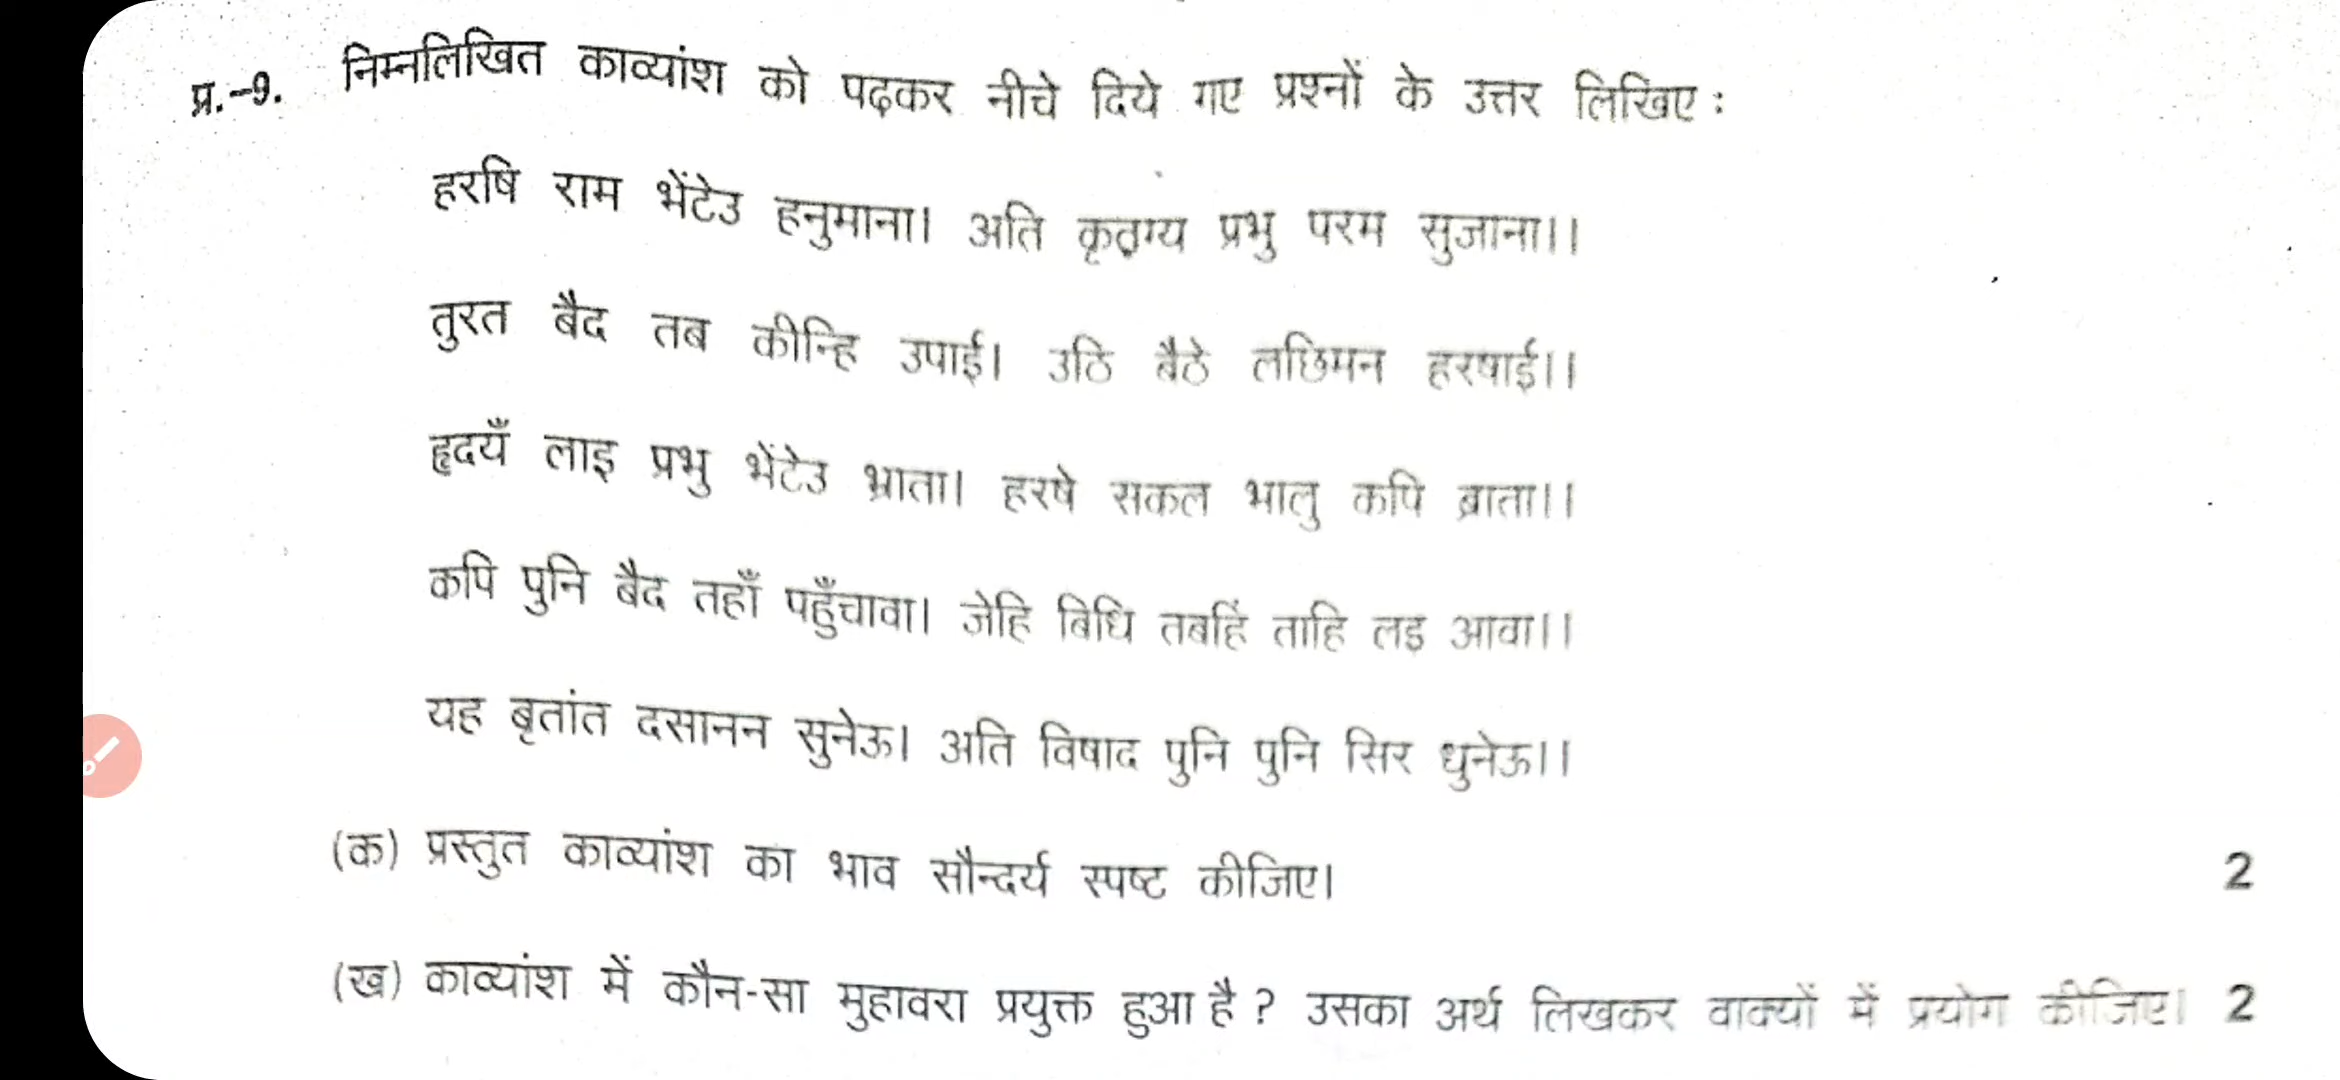 प्र.-9. निम्नलिखित काव्यांश को पढ़कर नीचे दिये गए प्रश्नों के उत्तर लिखिए :
हरषि राम भेंटेउ हनुमाना। अति कृतग्य प्रभु परम सुजाना।।
तुरत बैद तब कीन्हि उपाई। उठि बैठे लछिमन हरषाई।।
हृदयँ लाइ प्रभु भेंटेउ भ्राता। हरषे सकल भालु कपि ब्राता।।
कपि पुनि बैद तहाँ पहुँचावा। जेहि बिधि तबहिं ताहि लइ आवा।।
यह बृतांत दसानन सुनेऊ। अति विषाद पुनि पुनि सिर धुनेऊ।।
(क) प्रस्तुत काव्यांश का भाव सौन्दर्य स्पष्ट कीजिए। 2
(ख) काव्यांश में कौन-सा मुहावरा प्रयुक्त हुआ है ? उसका अर्थ लिखकर वाक्यों में प्रयोग कीजिए। 2